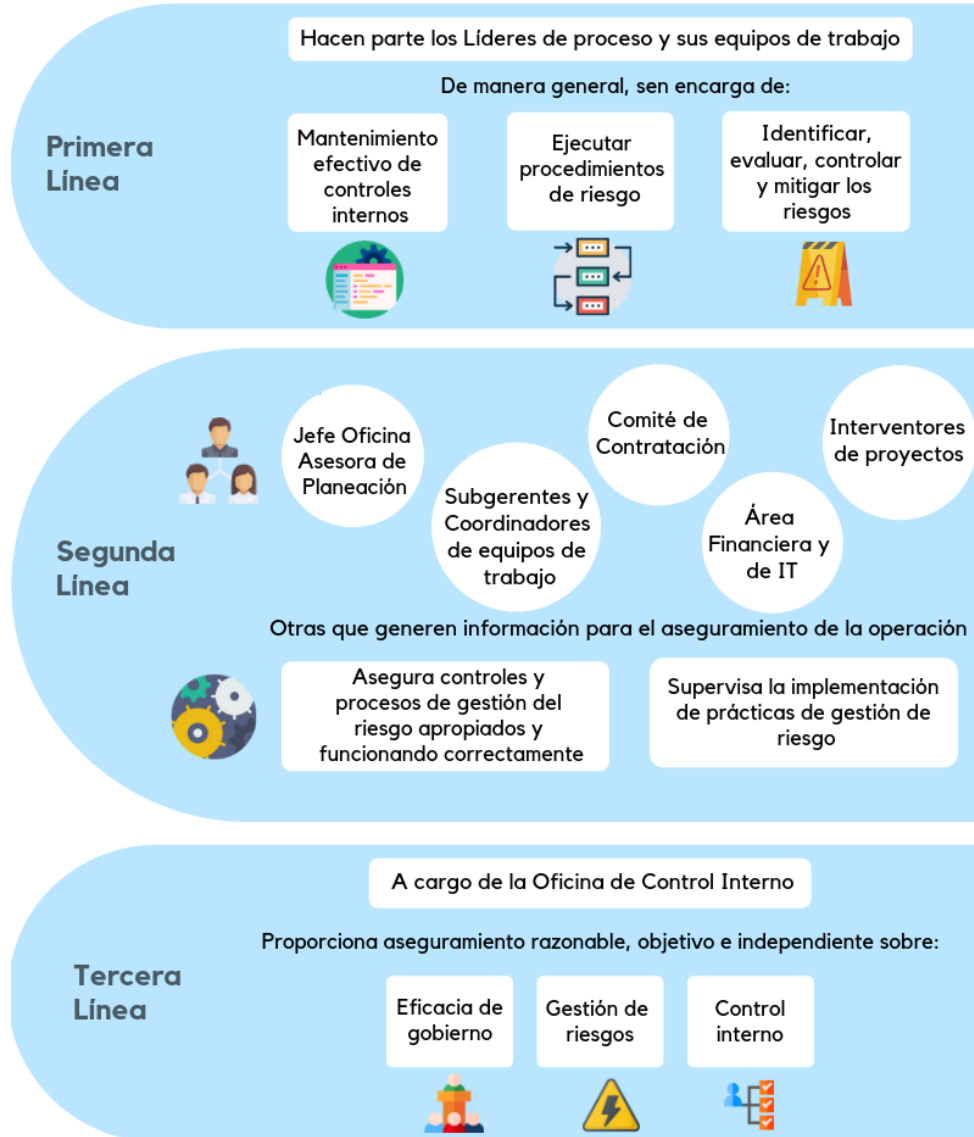 Hacen parte los Líderes de proceso y sus equipos de trabajo
De manera general, sen encarga de:
Primera
Línea
Mantenimiento
efectivo de
controles
internos
Ejecutar
procedimientos
de riesgo
Identificar,
evaluar, controlar
y mitigar los
riesgos
Segunda
Línea
Jefe Oficina
Asesora de
Planeación
Subgerentes y
Coordinadores
de equipos de
trabajo
Comité de
Contratación
Área
Financiera y
de IT
Interventores
de proyectos
Otras que generen información para el aseguramiento de la operación
Asegura controles y
procesos de gestión del
riesgo apropiados y
funcionando correctamente
Supervisa la implementación
de prácticas de gestión de
riesgo
A cargo de la Oficina de Control Interno
Proporciona aseguramiento razonable, objetivo e independiente sobre:
Tercera
Línea
Eficacia de
gobierno
Gestión de
riesgos
Control
interno